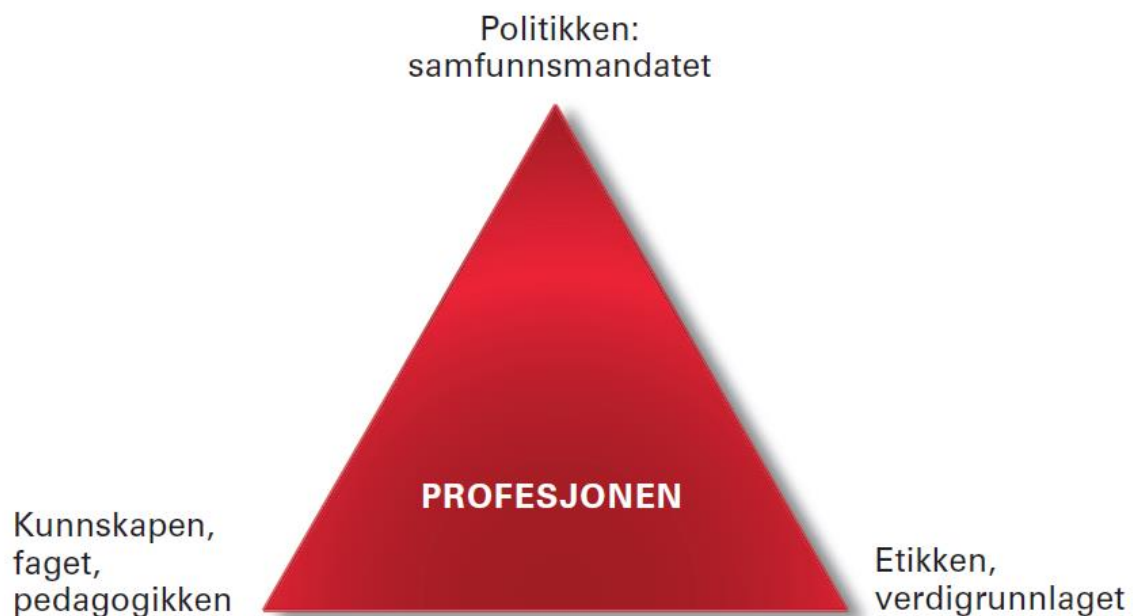 Politikken:
samfunnsmandatet
PROFESJONEN
Kunnskapen,
faget,
pedagogikken
Etikken,
verdigrunnlaget